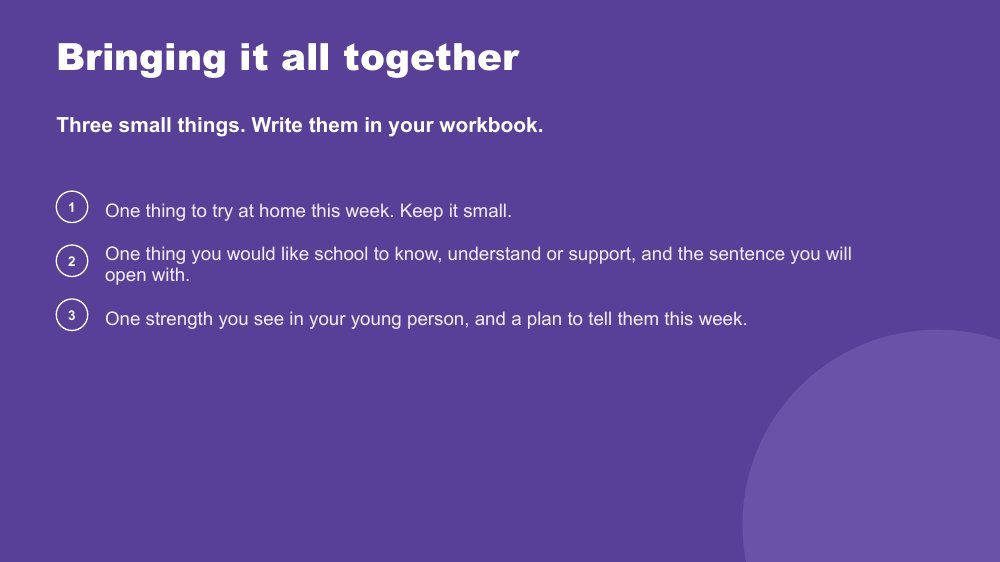 Bringing it all together
Three small things. Write them in your workbook.
1 One thing to try at home this week. Keep it small.
2 One thing you would like school to know, understand or support, and the sentence you will
open with.
3 One strength you see in your young person, and a plan to tell them this week.